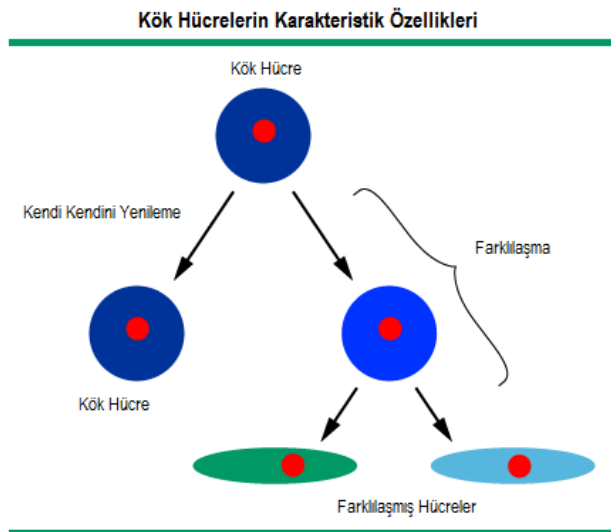 Kök Hücrelerin Karakteristik Özellikleri
Kök Hücre
Kendi Kendini Yenileme
Farklılaşma
Kök Hücre
Farklılaşmış Hücreler